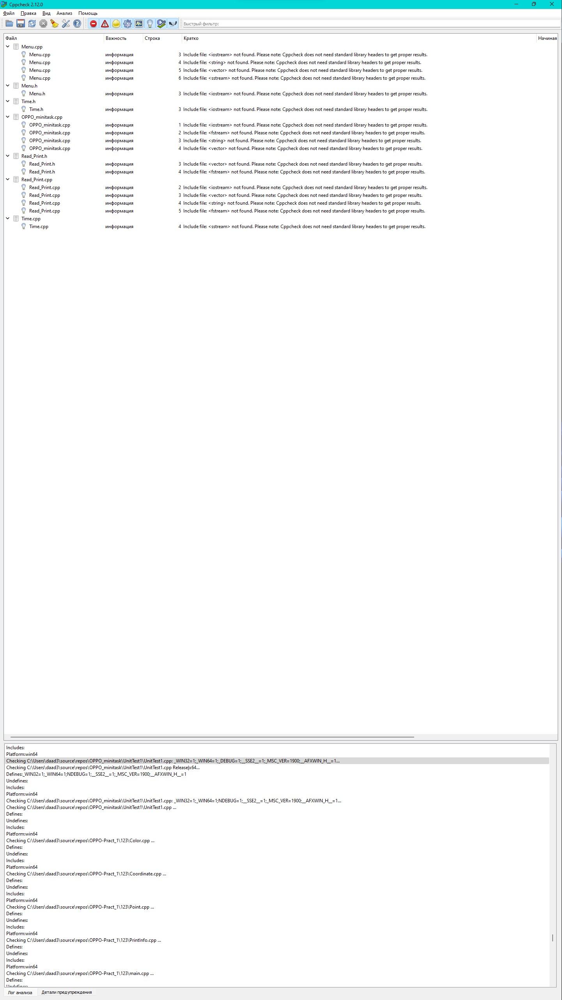 Cppcheck 2.12.0
Файл Правка Вид Анализ Помощь
Быстрый фильтр:
Файл Важность Строка Кратко Начиная
Menu.cpp
Menu.cpp информация 3 Include file: <iostream> not found. Please note: Cppcheck does not need standard library headers to get proper results.
Menu.cpp информация 4 Include file: <string> not found. Please note: Cppcheck does not need standard library headers to get proper results.
Menu.cpp информация 5 Include file: <vector> not found. Please note: Cppcheck does not need standard library headers to get proper results.
Menu.cpp информация 6 Include file: <sstream> not found. Please note: Cppcheck does not need standard library headers to get proper results.
Menu.h
Menu.h информация 3 Include file: <iostream> not found. Please note: Cppcheck does not need standard library headers to get proper results.
Time.h
Time.h информация 3 Include file: <iostream> not found. Please note: Cppcheck does not need standard library headers to get proper results.
OPPO_minitask.cpp
OPPO_minitask.cpp информация 1 Include file: <iostream> not found. Please note: Cppcheck does not need standard library headers to get proper results.
OPPO_minitask.cpp информация 2 Include file: <fstream> not found. Please note: Cppcheck does not need standard library headers to get proper results.
OPPO_minitask.cpp информация 3 Include file: <string> not found. Please note: Cppcheck does not need standard library headers to get proper results.
OPPO_minitask.cpp информация 4 Include file: <vector> not found. Please note: Cppcheck does not need standard library headers to get proper results.
Read_Print.h
Read_Print.h информация 3 Include file: <vector> not found. Please note: Cppcheck does not need standard library headers to get proper results.
Read_Print.h информация 4 Include file: <fstream> not found. Please note: Cppcheck does not need standard library headers to get proper results.
Read_Print.cpp
Read_Print.cpp информация 2 Include file: <iostream> not found. Please note: Cppcheck does not need standard library headers to get proper results.
Read_Print.cpp информация 3 Include file: <vector> not found. Please note: Cppcheck does not need standard library headers to get proper results.
Read_Print.cpp информация 4 Include file: <string> not found. Please note: Cppcheck does not need standard library headers to get proper results.
Read_Print.cpp информация 5 Include file: <fstream> not found. Please note: Cppcheck does not need standard library headers to get proper results.
Time.cpp
Time.cpp информация 4 Include file: <sstream> not found. Please note: Cppcheck does not need standard library headers to get proper results.
Includes:
Platform:win64
Checking C:\Users\daad3\source\repos\OPPO_minitask\UnitTest1\UnitTest1.cpp: _WIN32=1;_WIN64=1;_DEBUG=1;__SSE2__=1;_MSC_VER=1900;__AFXWIN_H__=1...
Checking C:\Users\daad3\source\repos\OPPO_minitask\UnitTest1\UnitTest1.cpp Release|x64...
Defines:_WIN32=1;_WIN64=1;NDEBUG=1;__SSE2__=1;_MSC_VER=1900;__AFXWIN_H__=1
Undefines:
Includes:
Platform:win64
Checking C:\Users\daad3\source\repos\OPPO_minitask\UnitTest1\UnitTest1.cpp: _WIN32=1;_WIN64=1;NDEBUG=1;__SSE2__=1;_MSC_VER=1900;__AFXWIN_H__=1...
Checking C:\Users\daad3\source\repos\OPPO_minitask\UnitTest1\UnitTest1.cpp ...
Defines:
Undefines:
Includes:
Platform:win64
Checking C:\Users\daad3\source\repos\OPPO-Pract_1\123\Color.cpp ...
Defines:
Undefines:
Includes:
Platform:win64
Checking C:\Users\daad3\source\repos\OPPO-Pract_1\123\Coordinate.cpp ...
Defines:
Undefines:
Includes:
Platform:win64
Checking C:\Users\daad3\source\repos\OPPO-Pract_1\123\Point.cpp ...
Defines:
Undefines:
Includes:
Platform:win64
Checking C:\Users\daad3\source\repos\OPPO-Pract_1\123\PrintInfo.cpp ...
Defines:
Undefines:
Includes:
Platform:win64
Checking C:\Users\daad3\source\repos\OPPO-Pract_1\123\main.cpp ...
Defines:
Undefines:
Лог анализа Детали предупреждения